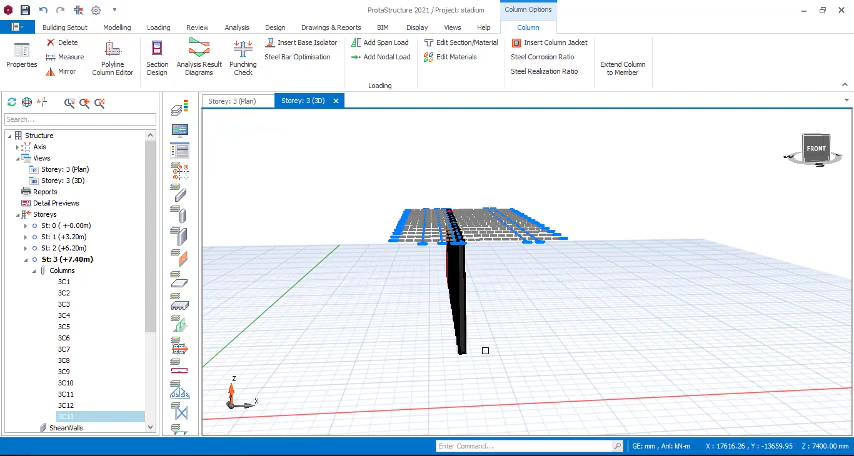 ProtaStructure 2021 / Project: stadium
Column Options
Building Setout
Modelling
Loading
Review
Analysis
Design
Drawings & Reports
BIM
Display
Views
Help
Column
Properties
Delete
Measure
Mirror
Polyline
Column Editor
Section
Design
Analysis Result
Diagrams
Punching
Check
Insert Base Isolator
Steel Bar Optimisation
Add Span Load
Add Nodal Load
Loading
Edit Section/Material
Edit Materials
Insert Column Jacket
Steel Corrosion Ratio
Steel Realization Ratio
Extend Column
to Member
Storey: 3 (Plan)
Storey: 3 (3D)
Search...
Structure
Axis
Views
Storey: 3 (Plan)
Storey: 3 (3D)
Reports
Detail Previews
Storeys
St: 0 ( +-0.00m)
St: 1 (+3.20m)
St: 2 (+6.20m)
St: 3 (+7.40m)
Columns
3C1
3C2
3C3
3C4
3C5
3C6
3C7
3C8
3C9
3C10
3C11
3C12
3C13
ShearWalls
FRONT
Z
X
Enter Command...
GE: mm, Anl: kN-m
X : 17616.26 , Y : -13659.95
Z : 7400.00 mm